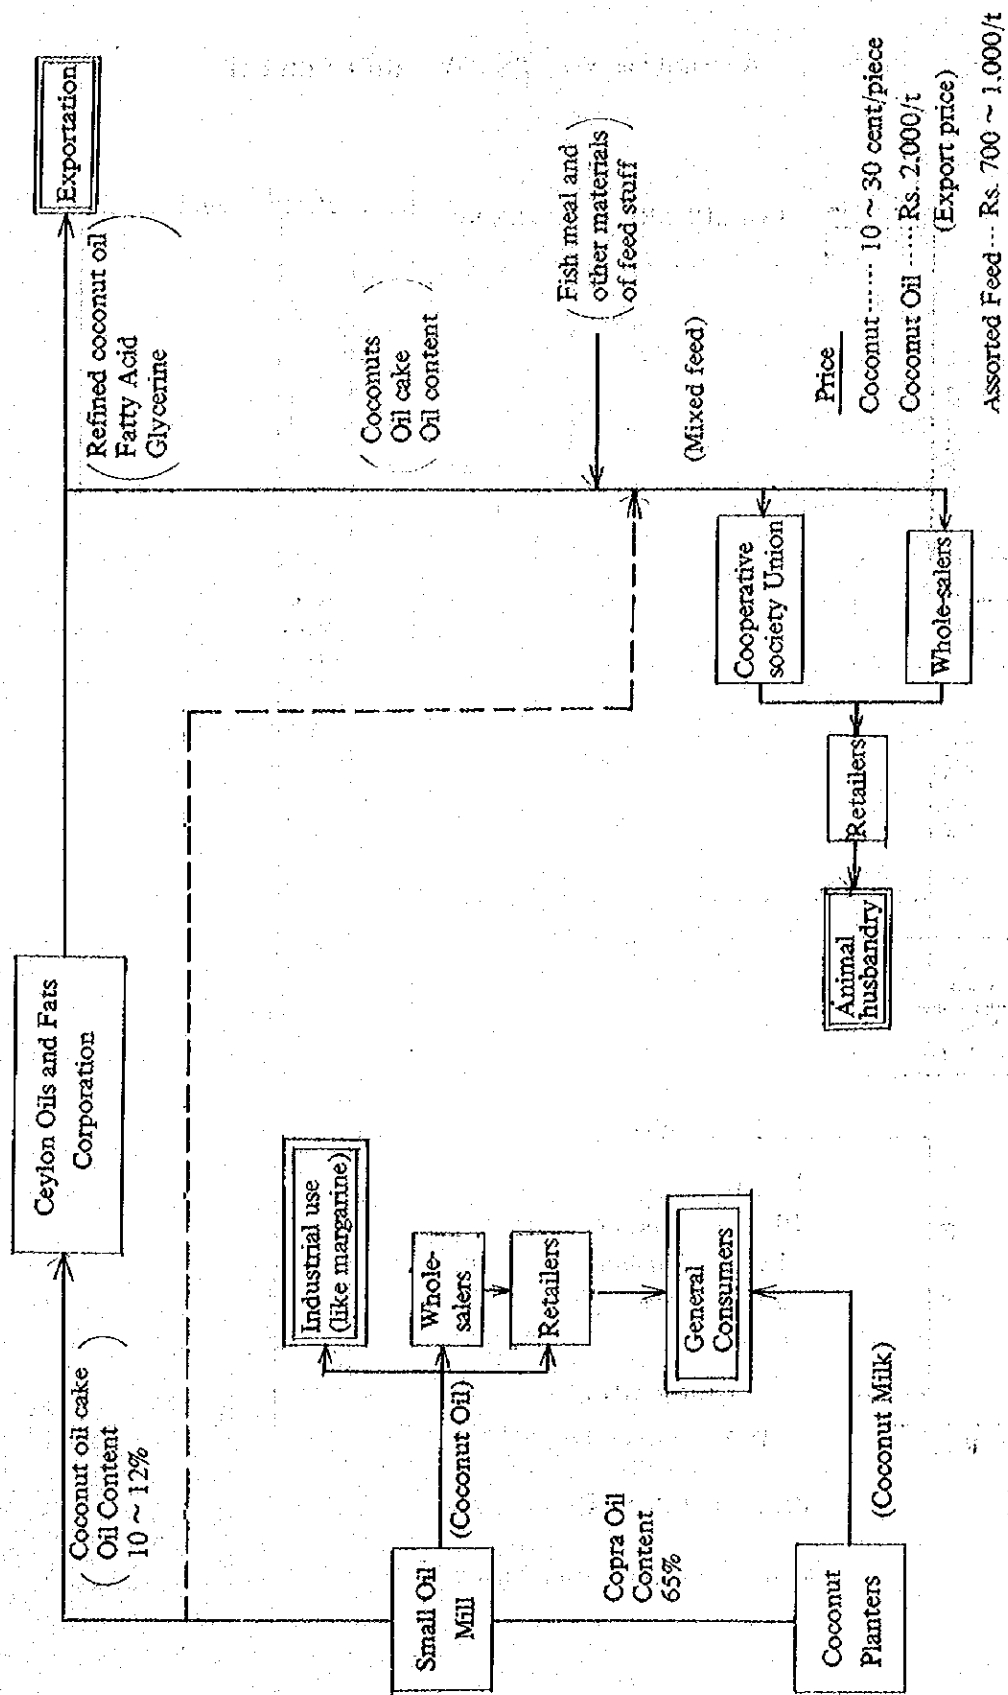 Exportation
Refined coconut oil
Fatty Acid
Glycerine
Coconuts
Oil cake
Oil content
Fish meal and
other materials
of feed stuff
(Mixed feed)
Price
Coconut ...... 10 ~ 30 cent/piece
Coconut Oil ..... Rs. 2,000/t
(Export price)
Assorted Feed --- Rs. 700 ~ 1,000/t
Cooperative
society Union
Whole-salers
Retailers
Animal
husbandry
Ceylon Oils and Fats
Corporation
Industrial use
(like margarine)
Whole-
salers
Retailers
General
Consumers
Coconut oil cake
Oil Content
10 ~ 12%
(Coconut Oil)
Small Oil
Mill
Copra Oil
Content
65%
(Coconut Milk)
Coconut
Planters